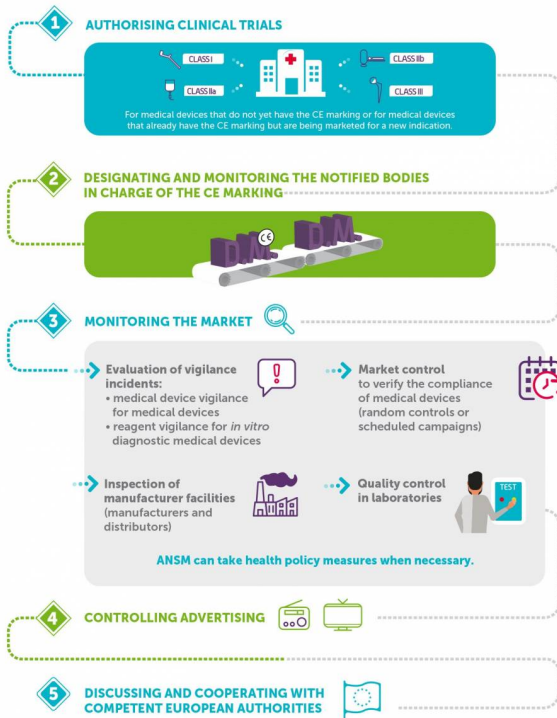 1
AUTHORISING CLINICAL TRIALS
CLASS I
CLASS IIb
CLASS IIa
CLASS III
For medical devices that do not yet have the CE marking or for medical devices
that already have the CE marking but are being marketed for a new indication.
2
DESIGNATING AND MONITORING THE NOTIFIED BODIES
IN CHARGE OF THE CE MARKING
D.M. CE
D.M.
3
MONITORING THE MARKET
Evaluation of vigilance
incidents:
• medical device vigilance
for medical devices
• reagent vigilance for in vitro
diagnostic medical devices
!
Market control
to verify the compliance
of medical devices
(random controls or
scheduled campaigns)
Inspection of
manufacturer facilities
(manufacturers and
distributors)
Quality control
in laboratories
TEST
ANSM can take health policy measures when necessary.
4
CONTROLLING ADVERTISING
5
DISCUSSING AND COOPERATING WITH
COMPETENT EUROPEAN AUTHORITIES